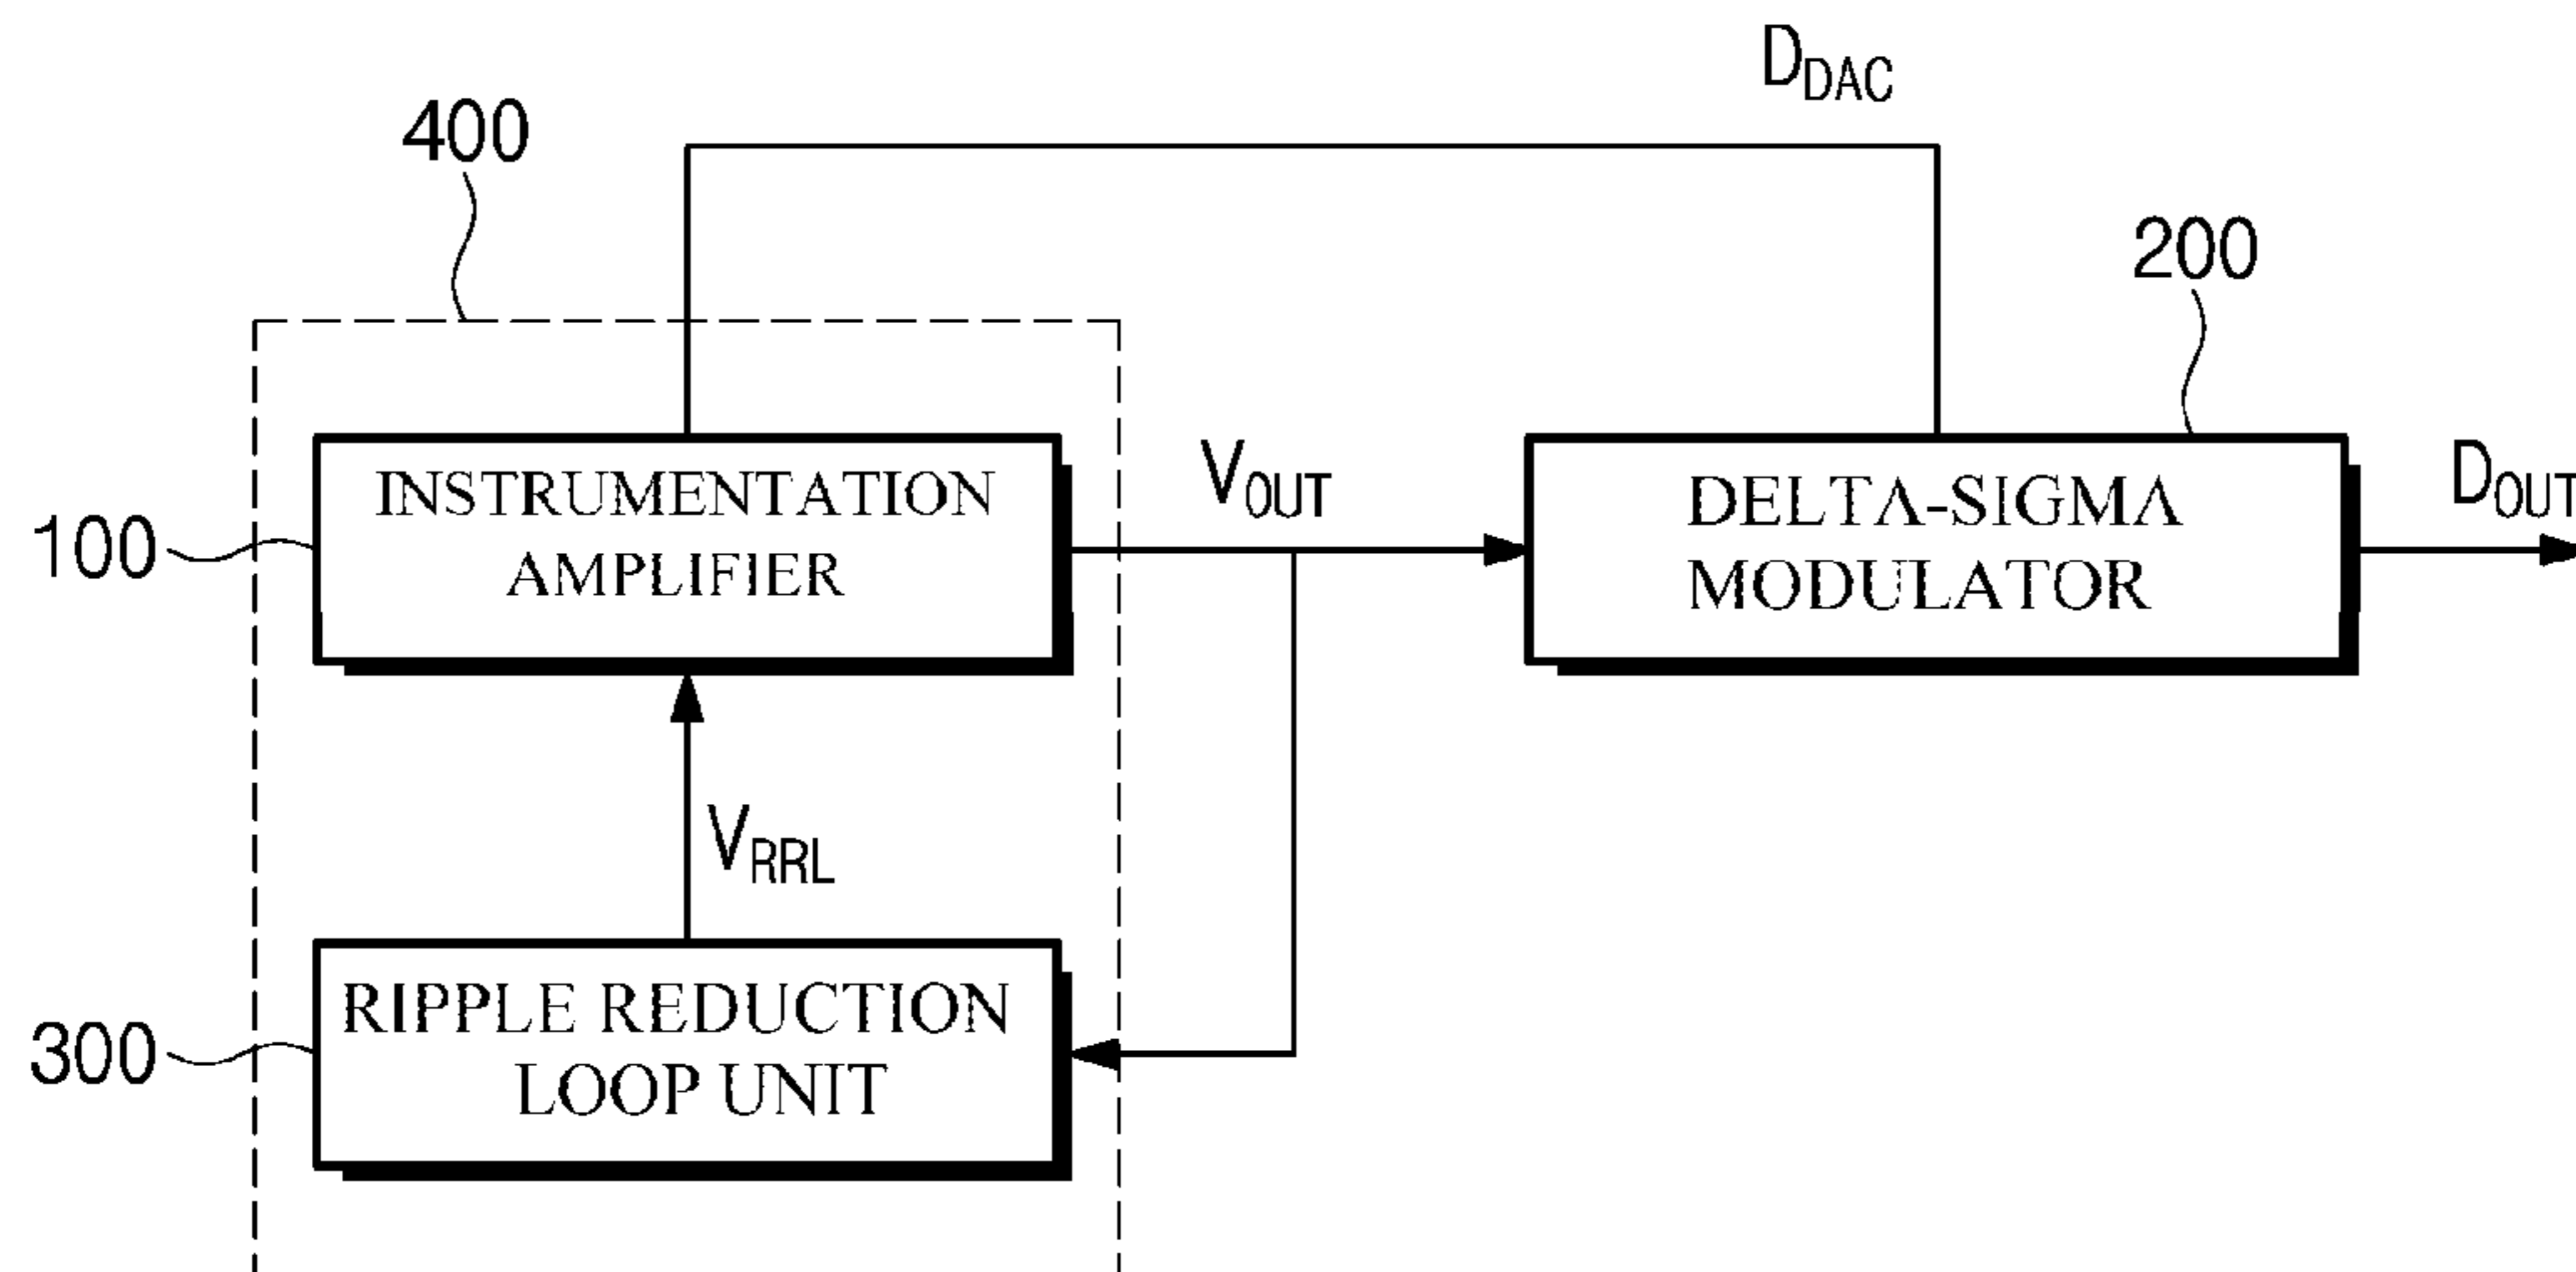 D_DAC
400
200
INSTRUMENTATION
AMPLIFIER
100
V_OUT
DELTA-SIGMA
MODULATOR
D_OUT
V_RRL
RIPPLE REDUCTION
LOOP UNIT
300